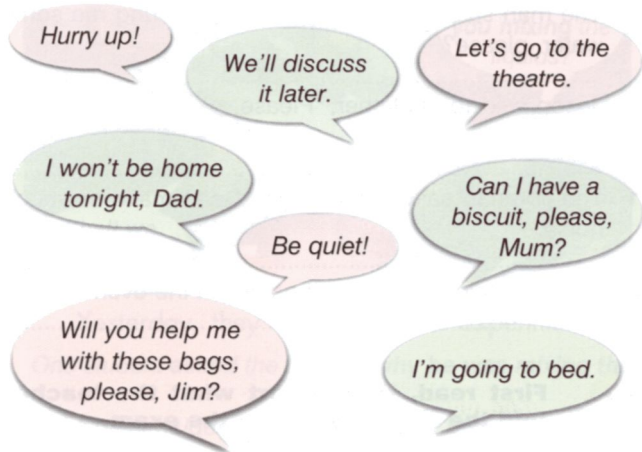 Hurry up!
We'll discuss
it later.
Let's go to the
theatre.
I won't be home
tonight, Dad.
Can I have a
biscuit, please,
Mum?
Be quiet!
Will you help me
with these bags,
please, Jim?
I'm going to bed.